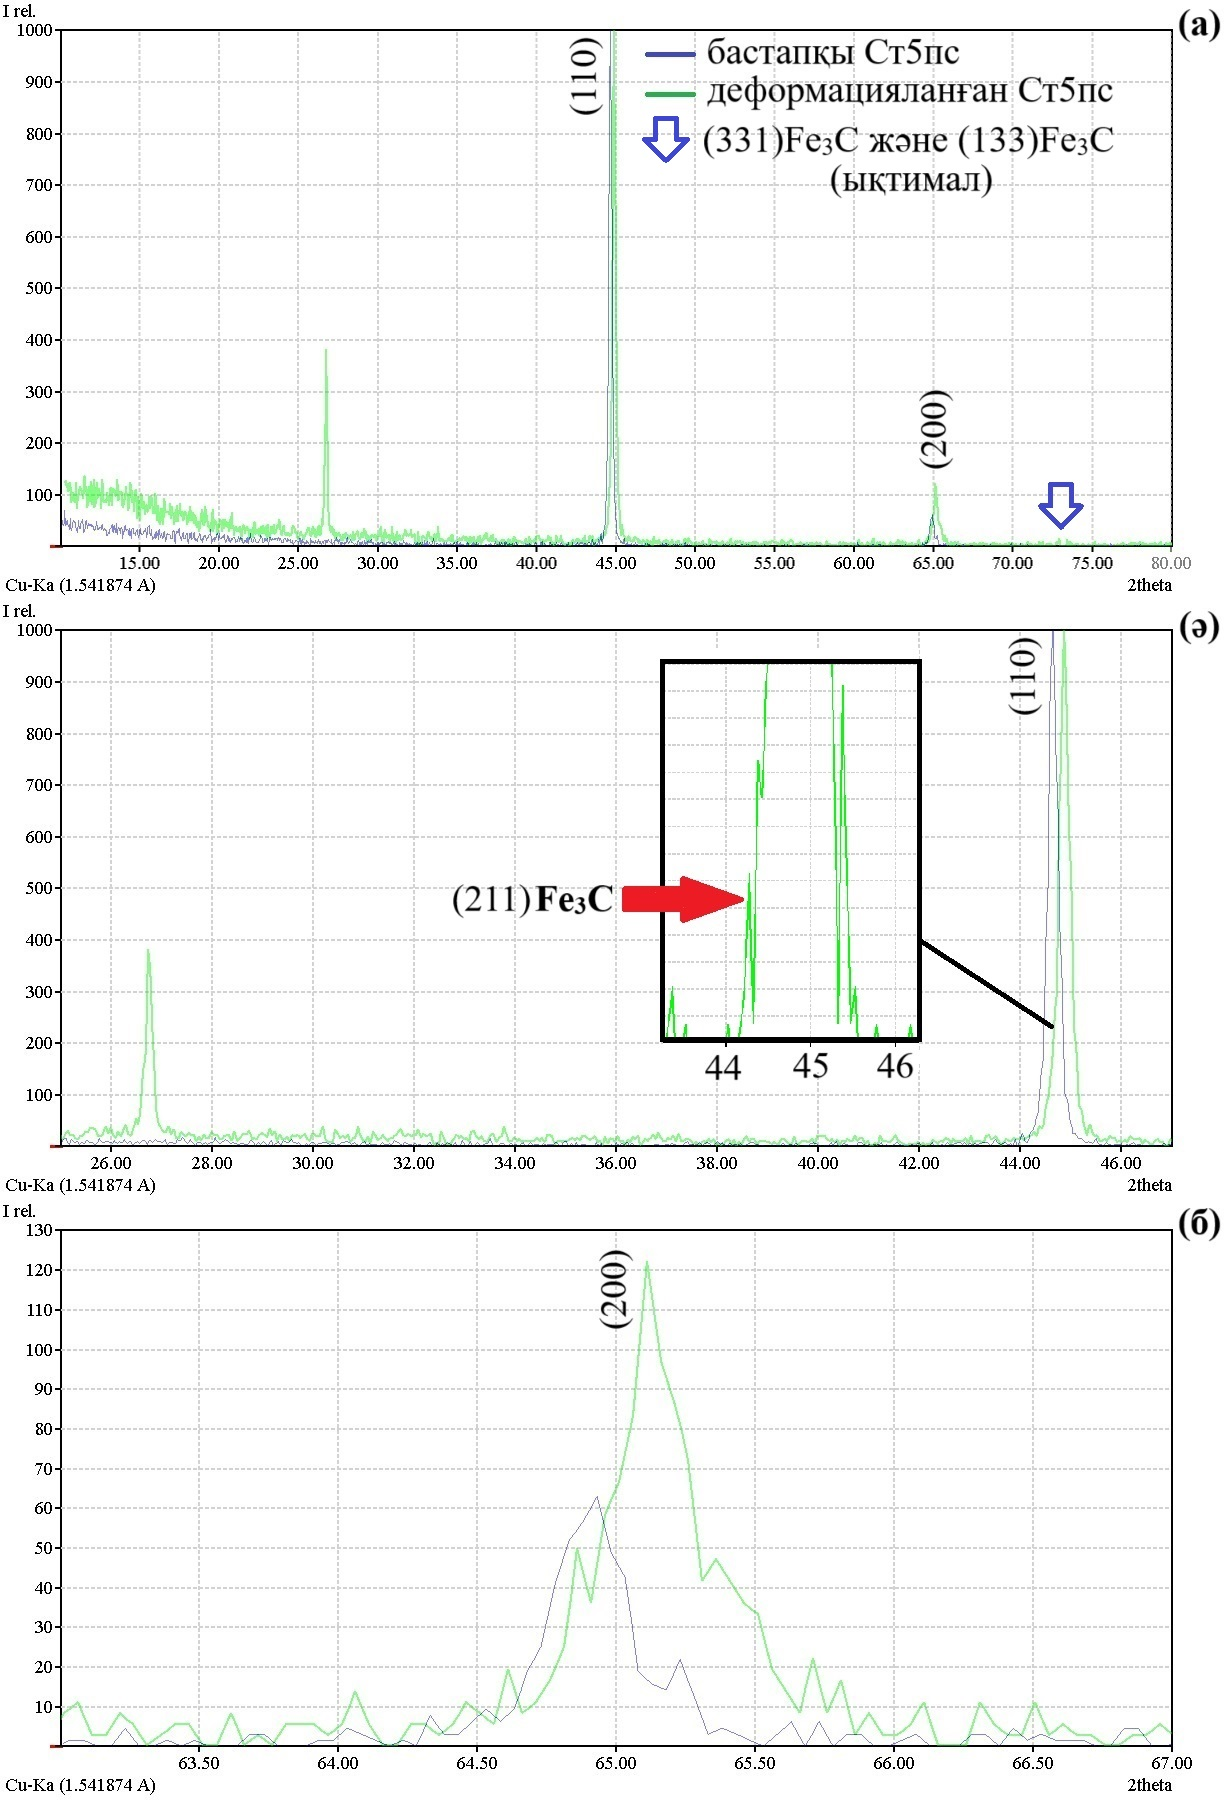 I rel.
(а)
1000
900
800
700
600
500
400
300
200
100
(110)
бастапқы Ст5пс
деформацияланған Ст5пс
(331)Fe₃C және (133)Fe₃C
(ықтимал)
(200)
15.00 20.00 25.00 30.00 35.00 40.00 45.00 50.00 55.00 60.00 65.00 70.00 75.00 80.00
Cu-Ka (1.541874 A) 2theta
I rel.
(ә)
1000
900
800
700
600
500
400
300
200
100
(110)
(211) Fe₃C
44 45 46
26.00 28.00 30.00 32.00 34.00 36.00 38.00 40.00 42.00 44.00 46.00
Cu-Ka (1.541874 A) 2theta
I rel.
(б)
130
120
110
100
90
80
70
60
50
40
30
20
10
(200)
63.50 64.00 64.50 65.00 65.50 66.00 66.50 67.00
Cu-Ka (1.541874 A) 2theta